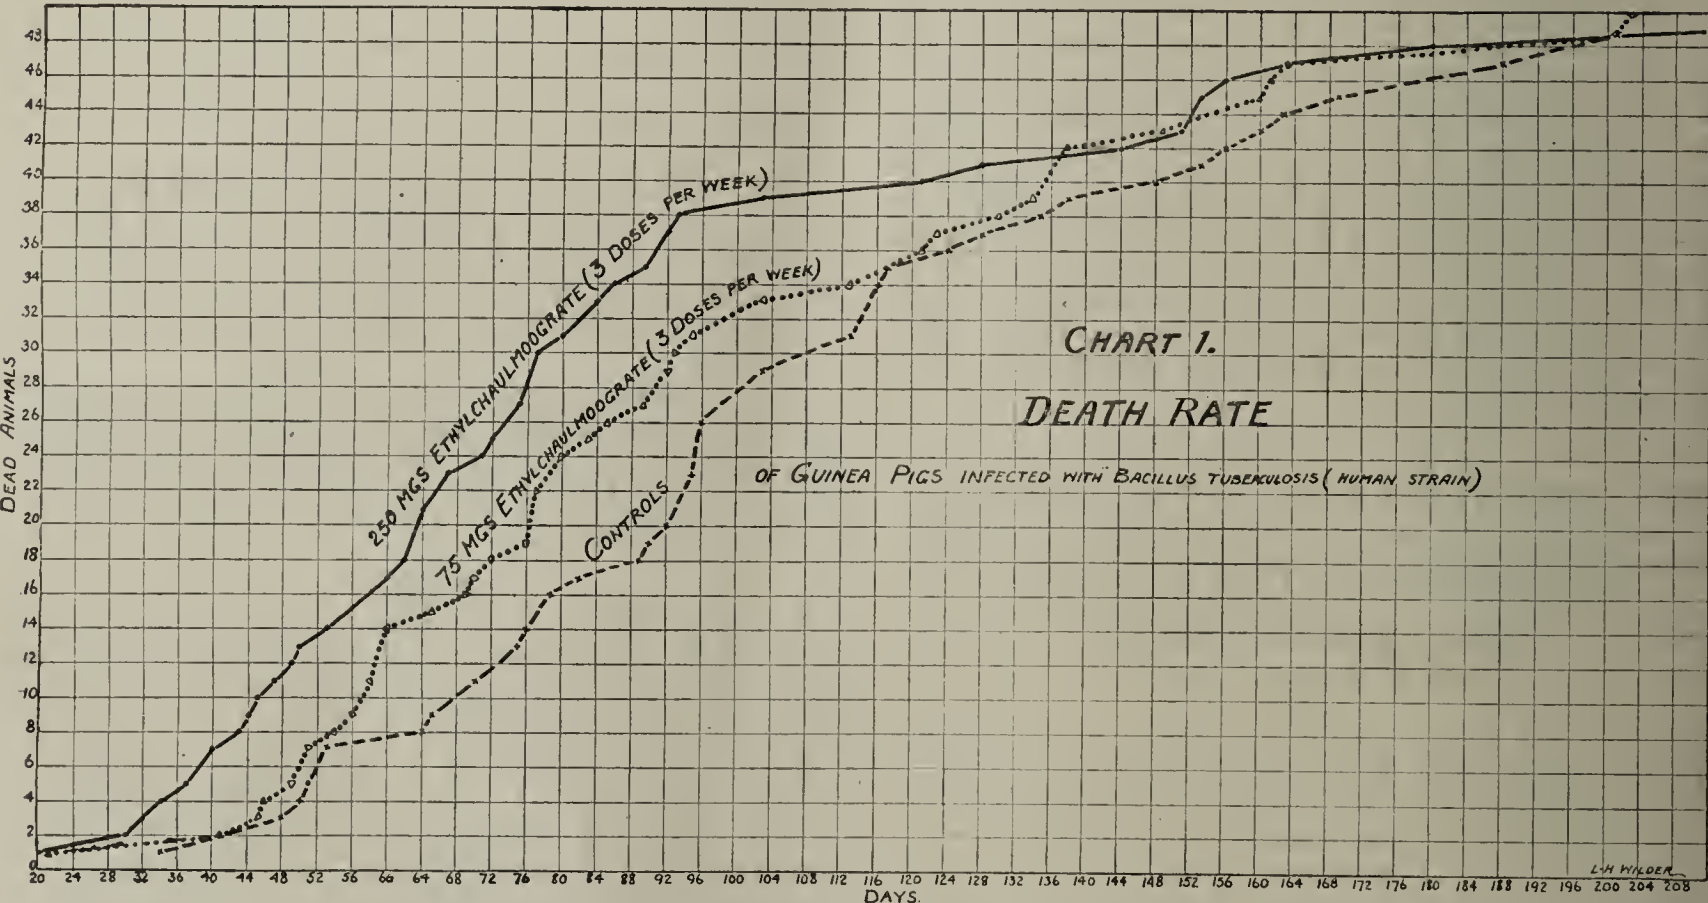 48
46
44
42
40
38
36
34
32
30
28
26
24
22
20
18
16
14
12
10
8
6
4
2
0
DEAD ANIMALS
250 MGS ETHYLCHAULMOOGRATE (3 DOSES PER WEEK)
75 MGS ETHYLCHAULMOOGRATE (3 DOSES PER WEEK)
CONTROLS
CHART 1.
DEATH RATE
OF GUINEA PIGS INFECTED WITH BACILLUS TUBERCULOSIS (HUMAN STRAIN)
L-H WILDER
20 24 28 32 36 40 44 48 52 56 60 64 68 72 76 80 84 88 92 96 100 104 108 112 116 120 124 128 132 136 140 144 148 152 156 160 164 168 172 176 180 184 188 192 196 200 204 208
DAYS.